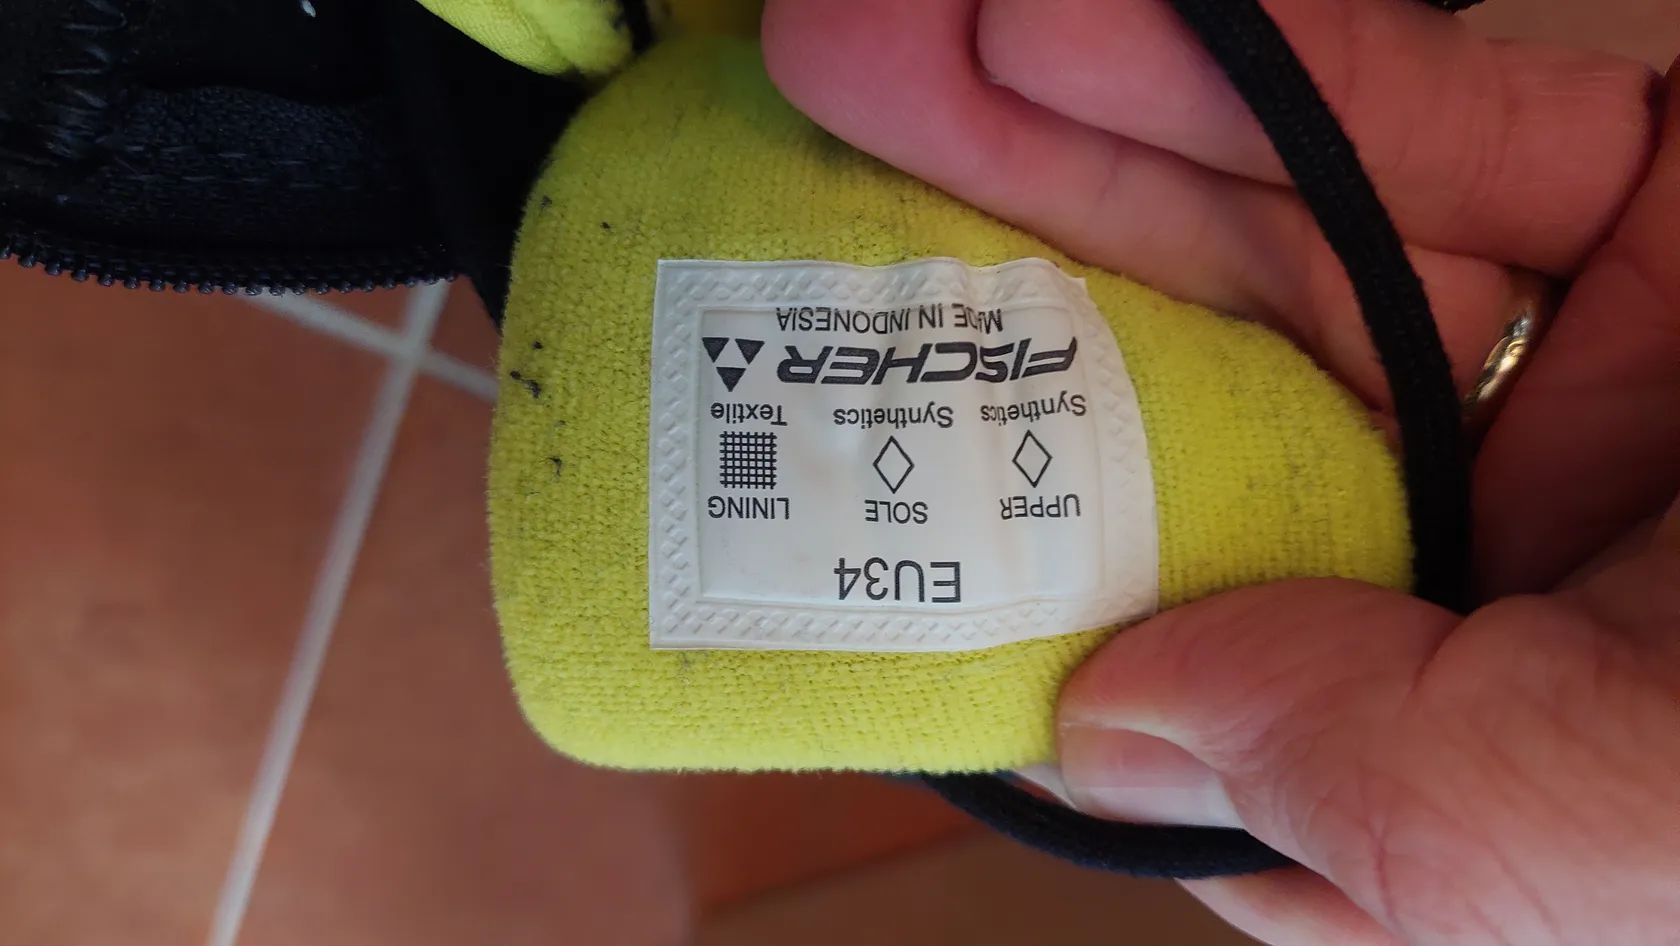 EU34
UPPER SOLE LINING
Synthetics Synthetics Textile
FISCHER
MADE IN INDONESIA